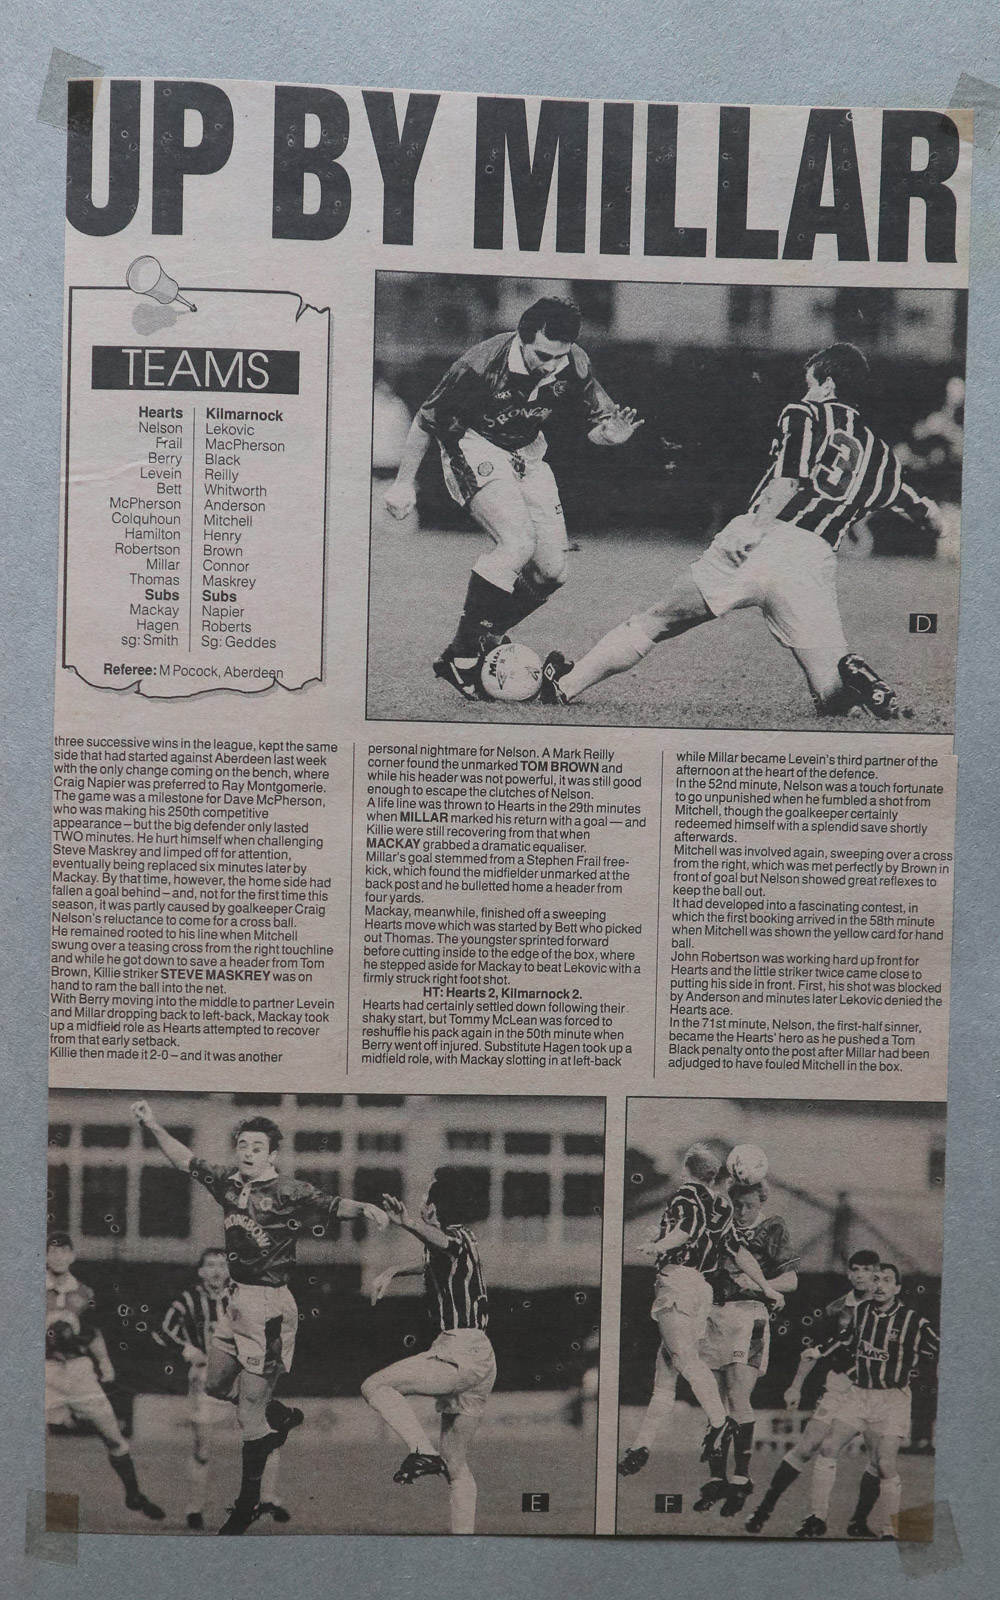 UP BY MILLAR
TEAMS
Hearts
Nelson
Frail
Berry
Levein
Bett
McPherson
Colquhoun
Hamilton
Robertson
Millar
Thomas
Subs
Mackay
Hagen
sg: Smith
Kilmarnock
Lekovic
MacPherson
Black
Reilly
Whitworth
Anderson
Mitchell
Henry
Brown
Connor
Maskrey
Subs
Napier
Roberts
Sg: Geddes
Referee: M Pocock, Aberdeen
3
D
three successive wins in the league, kept the same
side that had started against Aberdeen last week
with the only change coming on the bench, where
Craig Napier was preferred to Ray Montgomerie.
The game was a milestone for Dave McPherson,
who was making his 250th competitive
appearance – but the big defender only lasted
TWO minutes. He hurt himself when challenging
Steve Maskrey and limped off for attention,
eventually being replaced six minutes later by
Mackay. By that time, however, the home side had
fallen a goal behind – and, not for the first time this
season, it was partly caused by goalkeeper Craig
Nelson's reluctance to come for a cross ball.
He remained rooted to his line when Mitchell
swung over a teasing cross from the right touchline
and while he got down to save a header from Tom
Brown, Killie striker STEVE MASKREY was on
hand to ram the ball into the net.
With Berry moving into the middle to partner Levein
and Millar dropping back to left-back, Mackay took
up a midfield role as Hearts attempted to recover
from that early setback.
Killie then made it 2-0 – and it was another
personal nightmare for Nelson. A Mark Reilly
corner found the unmarked TOM BROWN and
while his header was not powerful, it was still good
enough to escape the clutches of Nelson.
A life line was thrown to Hearts in the 29th minutes
when MILLAR marked his return with a goal — and
Killie were still recovering from that when
MACKAY grabbed a dramatic equaliser.
Millar's goal stemmed from a Stephen Frail free-
kick, which found the midfielder unmarked at the
back post and he bulletted home a header from
four yards.
Mackay, meanwhile, finished off a sweeping
Hearts move which was started by Bett who picked
out Thomas. The youngster sprinted forward
before cutting inside to the edge of the box, where
he stepped aside for Mackay to beat Lekovic with a
firmly struck right foot shot.
HT: Hearts 2, Kilmarnock 2.
Hearts had certainly settled down following their
shaky start, but Tommy McLean was forced to
reshuffle his pack again in the 50th minute when
Berry went off injured. Substitute Hagen took up a
midfield role, with Mackay slotting in at left-back
while Millar became Levein's third partner of the
afternoon at the heart of the defence.
In the 52nd minute, Nelson was a touch fortunate
to go unpunished when he fumbled a shot from
Mitchell, though the goalkeeper certainly
redeemed himself with a splendid save shortly
afterwards.
Mitchell was involved again, sweeping over a cross
from the right, which was met perfectly by Brown in
front of goal but Nelson showed great reflexes to
keep the ball out.
It had developed into a fascinating contest, in
which the first booking arrived in the 58th minute
when Mitchell was shown the yellow card for hand
ball.
John Robertson was working hard up front for
Hearts and the little striker twice came close to
putting his side in front. First, his shot was blocked
by Anderson and minutes later Lekovic denied the
Hearts ace.
In the 71st minute, Nelson, the first-half sinner,
became the Hearts' hero as he pushed a Tom
Black penalty onto the post after Millar had been
adjudged to have fouled Mitchell in the box.
E
F